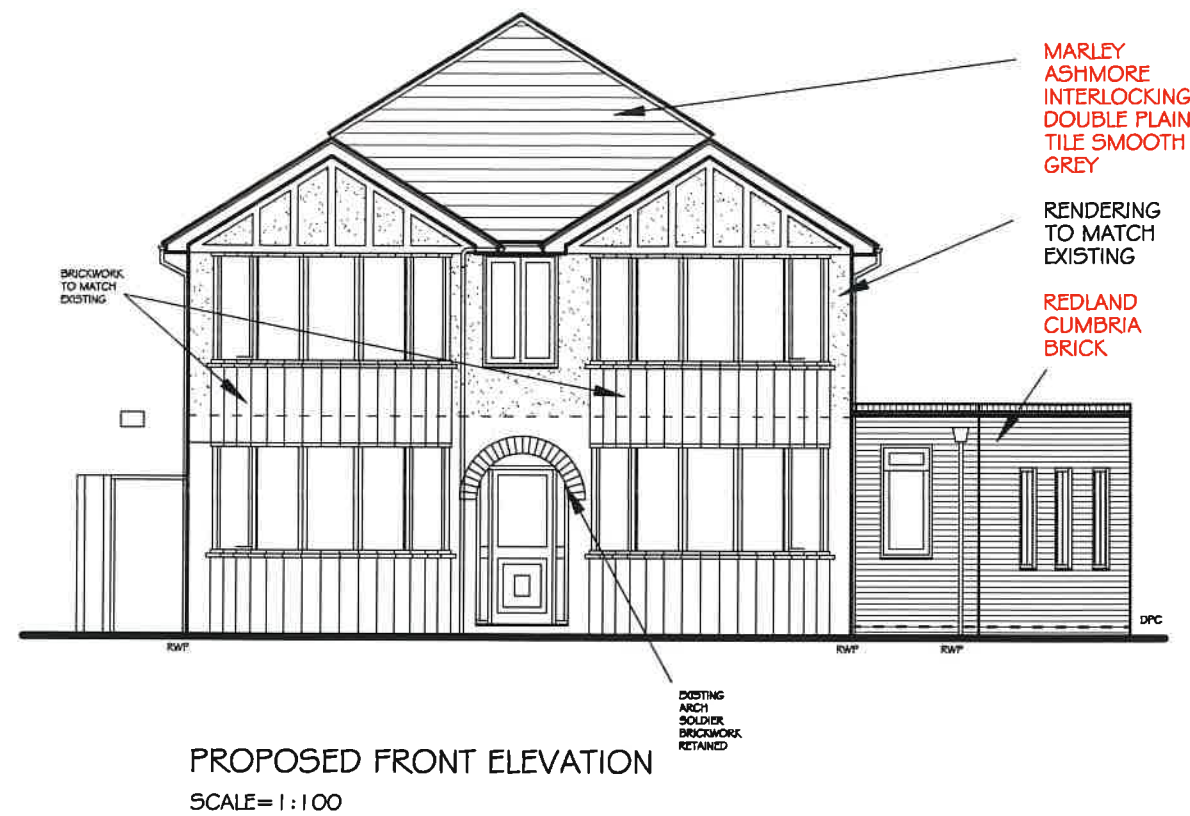 MARLEY
ASHMORE
INTERLOCKING
DOUBLE PLAIN
TILE SMOOTH
GREY
RENDERING
TO MATCH
EXISTING
REDLAND
CUMBRIA
BRICK
BRICKWORK
TO MATCH
EXISTING
DPC
RWP
RWP
RWP
EXISTING
ARCH
SOLDIER
BRICKWORK
RETAINED
PROPOSED FRONT ELEVATION
SCALE=1:100